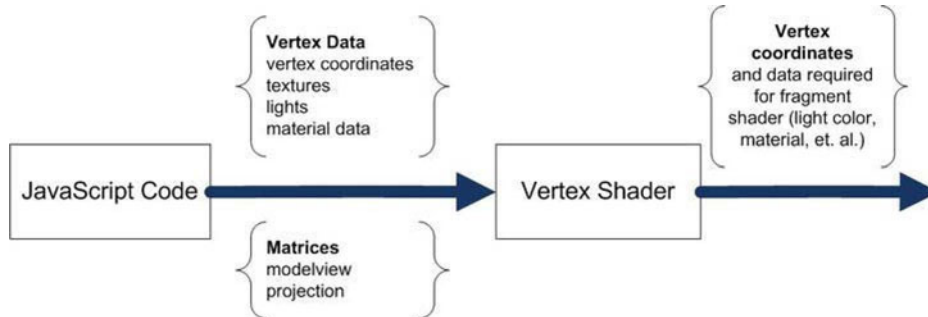 Vertex Data
vertex coordinates
textures
lights
material data
Vertex
coordinates
and data required
for fragment
shader (light color,
material, et. al.)
JavaScript Code
Vertex Shader
Matrices
modelview
projection